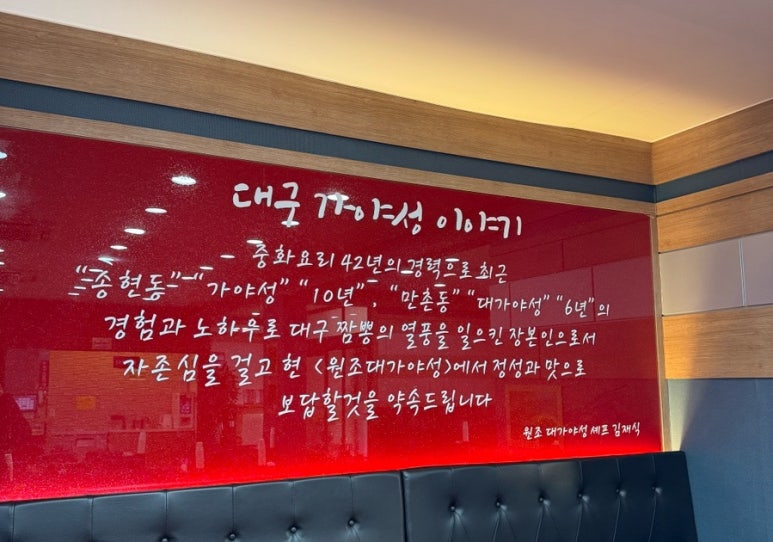 대구 가야성 이야기
중화요리 42년의 경력으로 최근
"송현동" "가야성" "10년", "만촌동" "대가야성" "6년"의
경험과 노하우로 대구 짬뽕의 열풍을 일으킨 장본인으로서
자존심을 걸고 현 <원조대가야성>에서 정성과 맛으로
보답할것을 약속드립니다
원조 대가야성 셰프 김재식